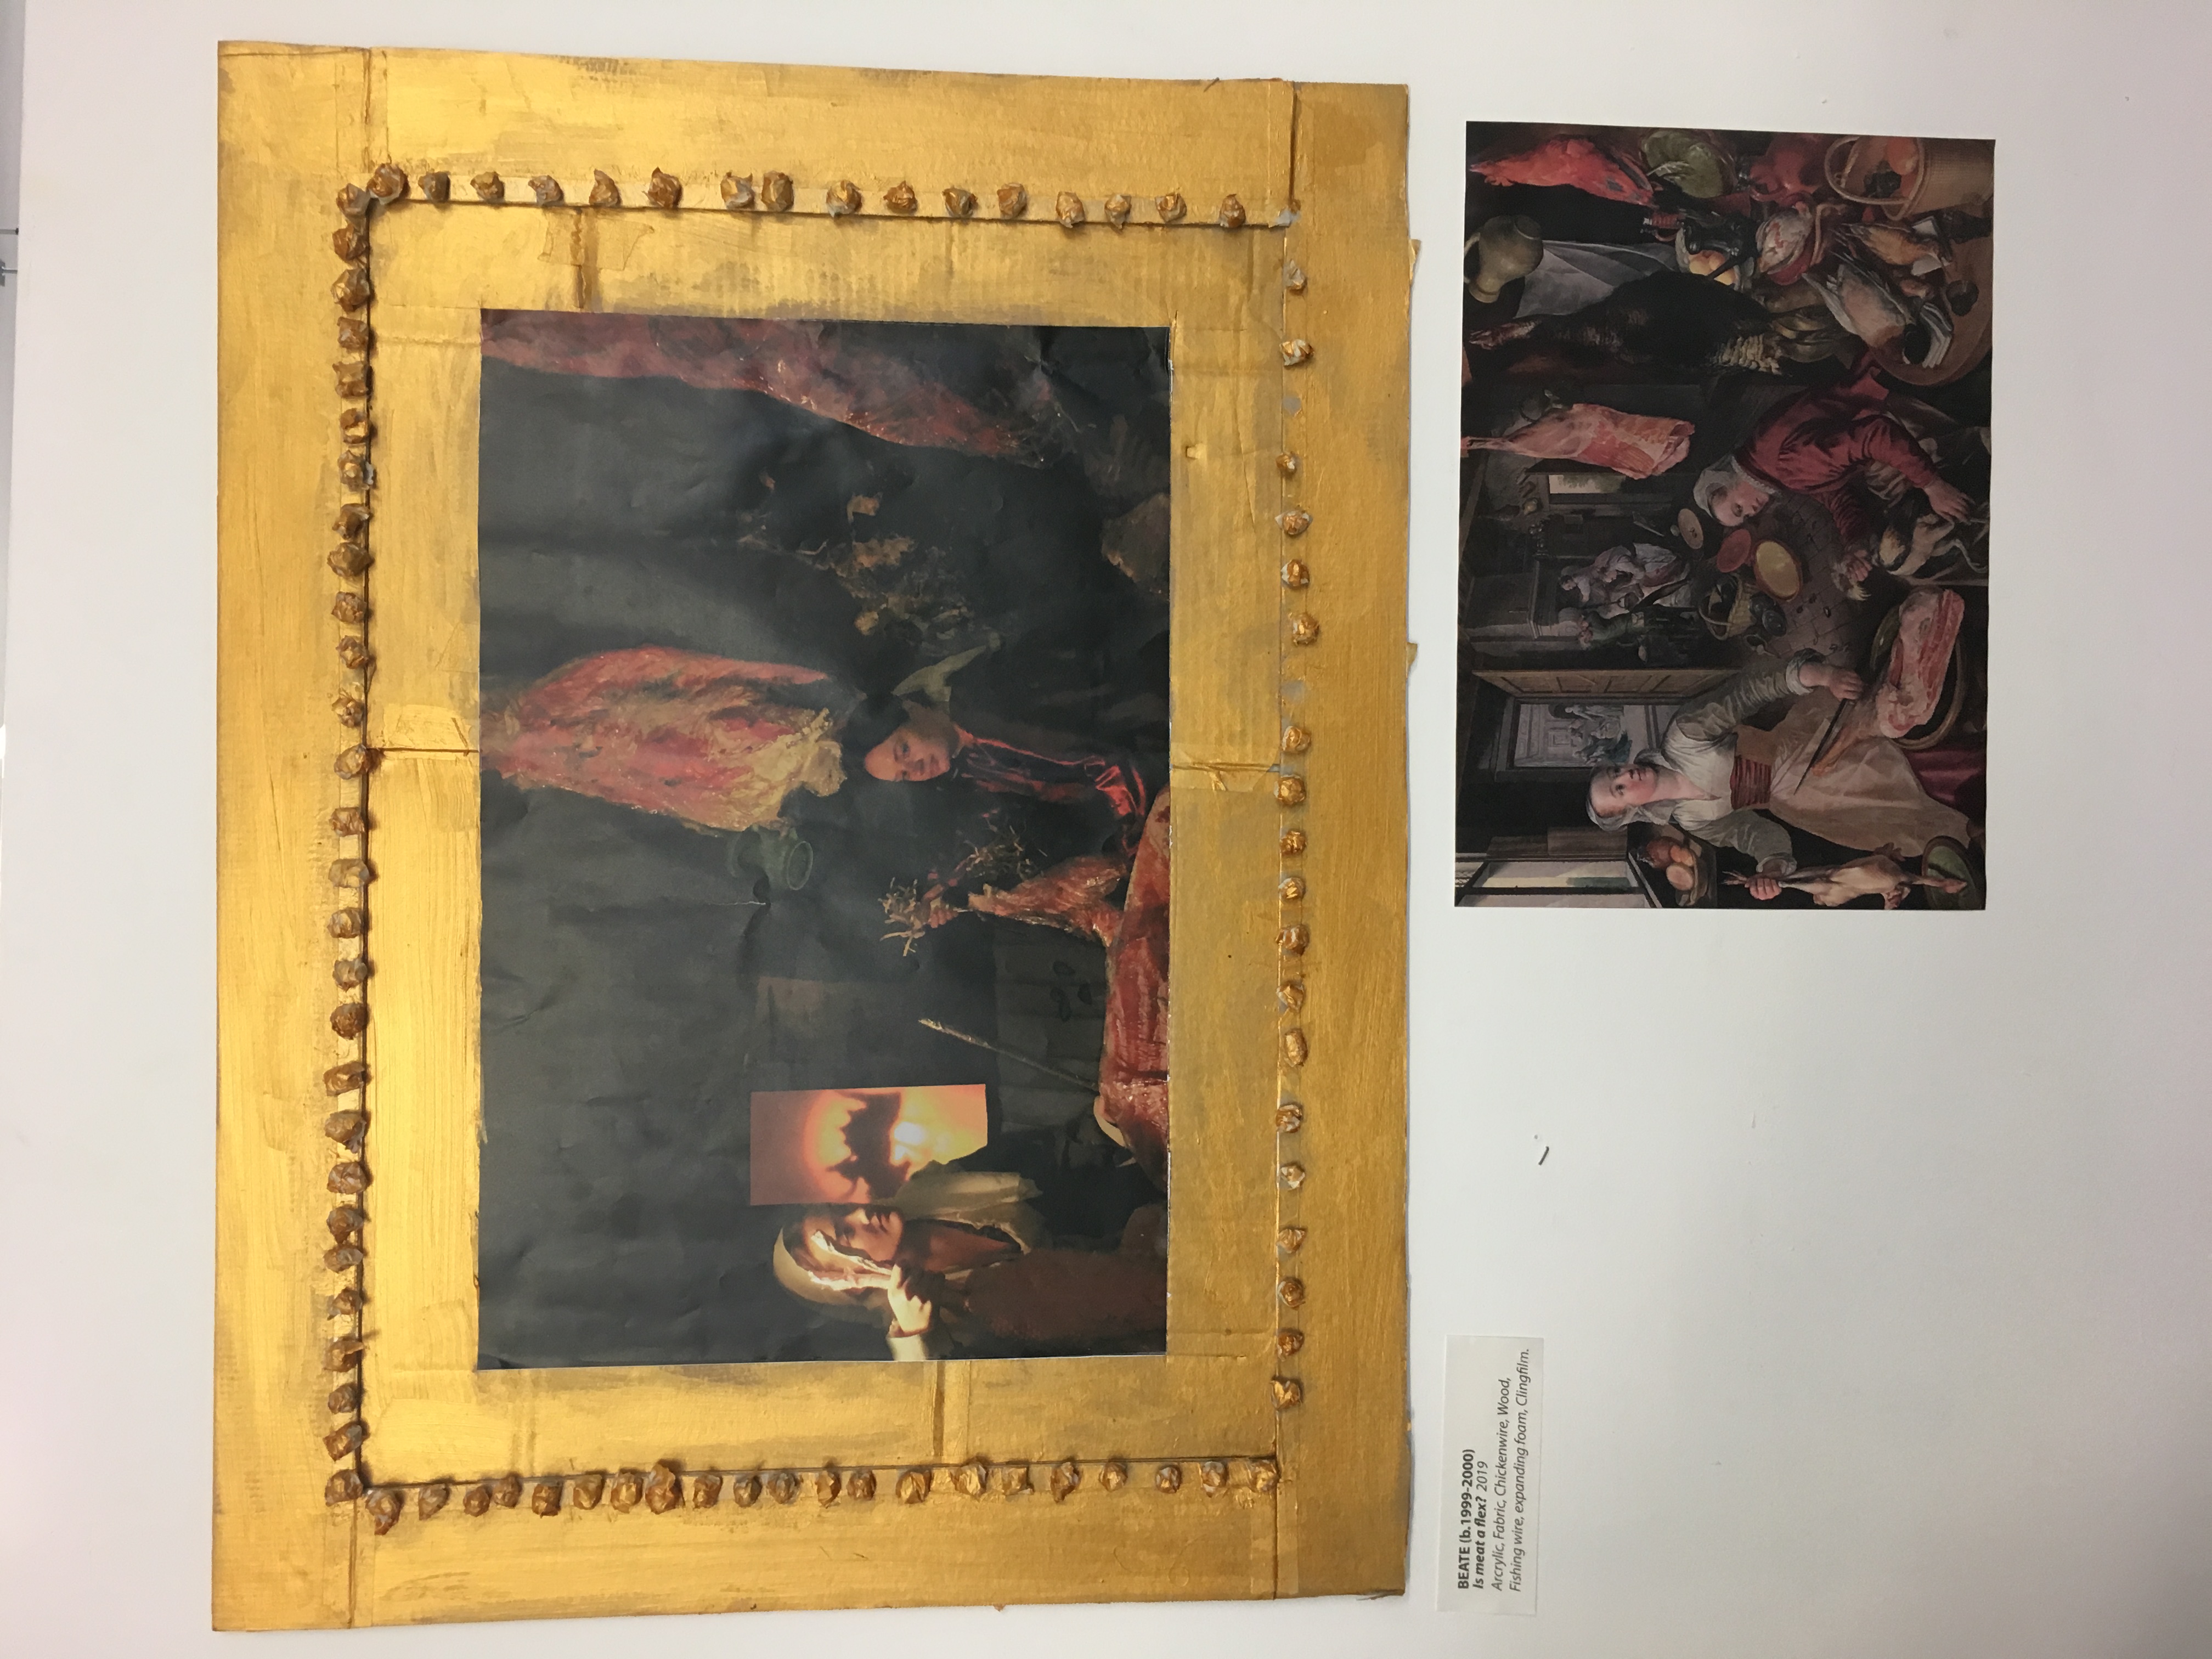 BEATE (b.1999-2000)
Is meat a flex? 2019
Arcrylic, Fabric, Chickenwire, Wood,
Fishing wire, expanding foam, Clingfilm.